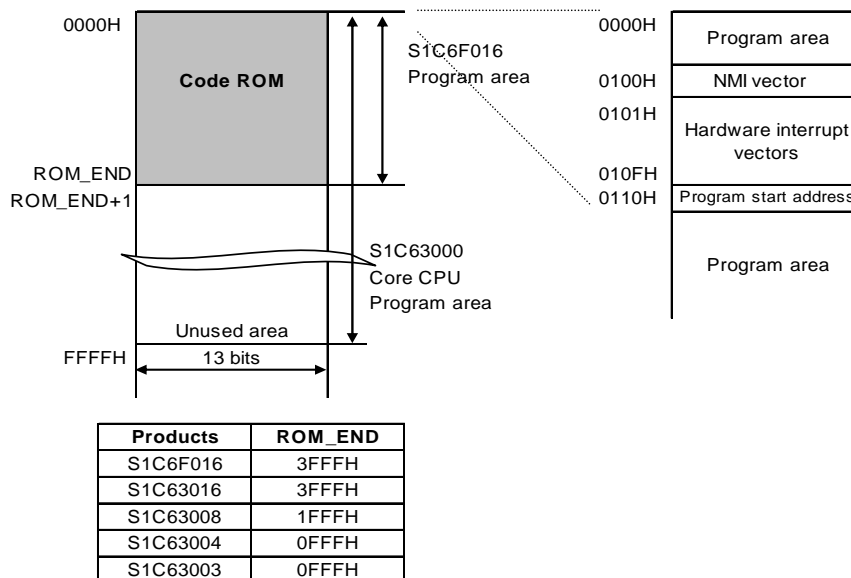 0000H
Code ROM
ROM_END
ROM_END+1
S1C6F016
Program area
S1C63000
Core CPU
Program area
Unused area
FFFFH
13 bits
0000H
Program area
0100H
NMI vector
0101H
Hardware interrupt
vectors
010FH
0110H
Program start address
Program area
Products ROM_END
S1C6F016 3FFFH
S1C63016 3FFFH
S1C63008 1FFFH
S1C63004 0FFFH
S1C63003 0FFFH